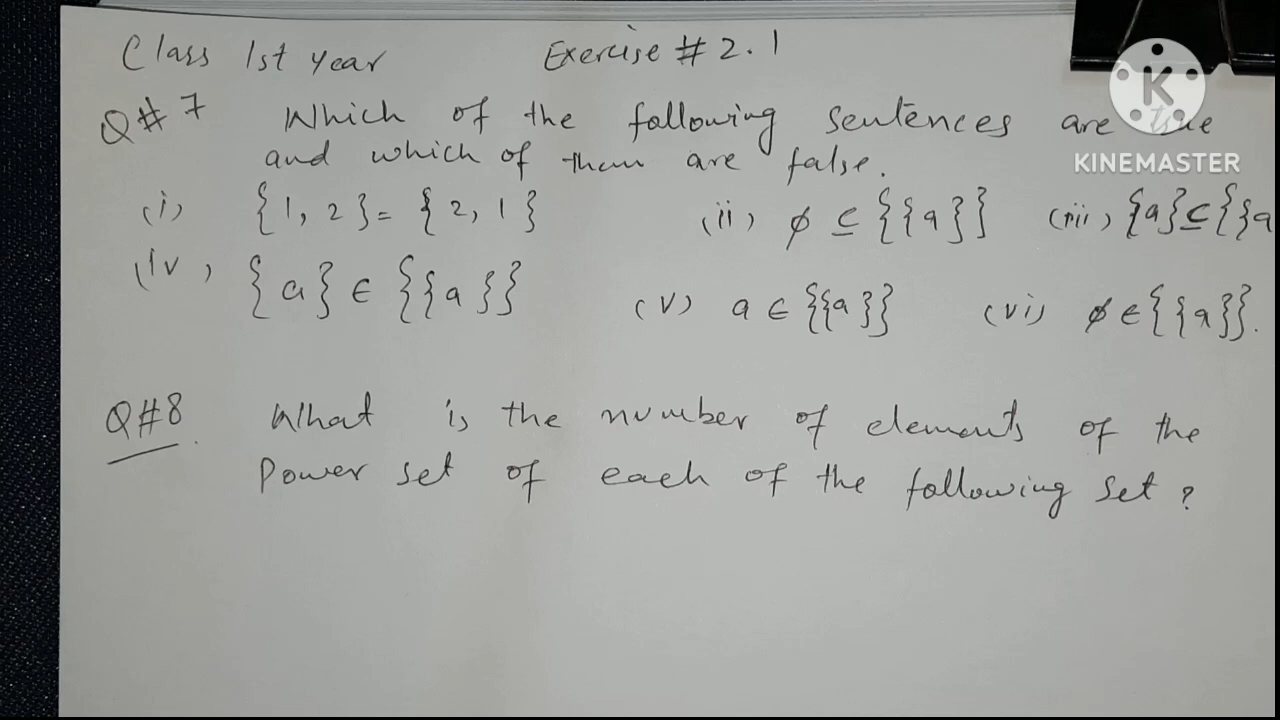 Class 1st year Exercise # 2.1
Q# 7 Which of the following sentences are
and which of them are false.
(i) {1, 2} = {2, 1} (ii) ϕ ⊆ {{a}} (iii) {a} ⊆ {{a
(iv) {a} ∈ {{a}} (v) a ∈ {{a}} (vi) ϕ ∈ {{a}}.
Q#8 What is the number of elements of the
Power set of each of the following set ?
K
KINEMASTER